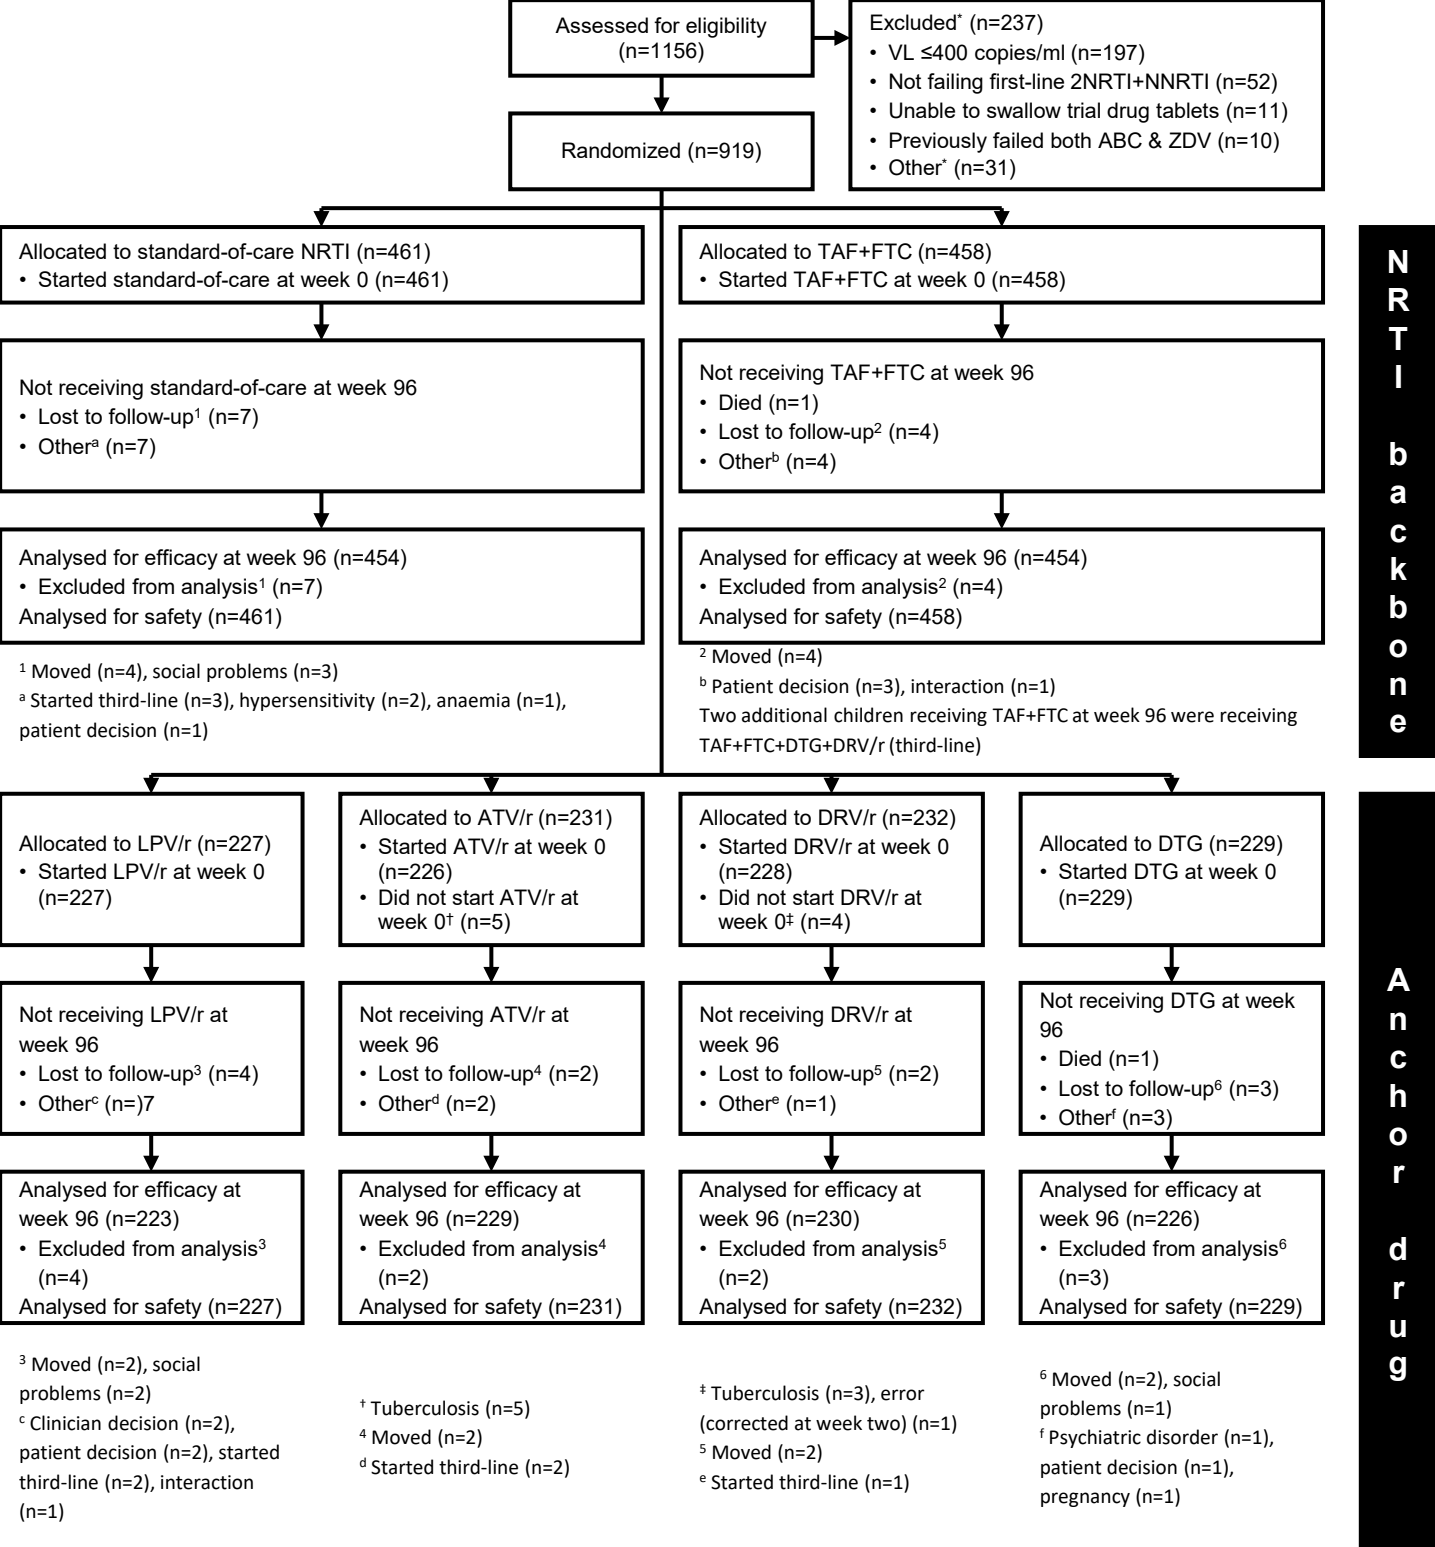 Assessed for eligibility
(n=1156)
Excluded* (n=237)
• VL ≤400 copies/ml (n=197)
• Not failing first-line 2NRTI+NNRTI (n=52)
• Unable to swallow trial drug tablets (n=11)
• Previously failed both ABC & ZDV (n=10)
• Other* (n=31)
Randomized (n=919)
NRTI backbone
Allocated to standard-of-care NRTI (n=461)
• Started standard-of-care at week 0 (n=461)
Allocated to TAF+FTC (n=458)
• Started TAF+FTC at week 0 (n=458)
Not receiving standard-of-care at week 96
• Lost to follow-up¹ (n=7)
• Otherᵃ (n=7)
Not receiving TAF+FTC at week 96
• Died (n=1)
• Lost to follow-up² (n=4)
• Otherᵇ (n=4)
Analysed for efficacy at week 96 (n=454)
• Excluded from analysis¹ (n=7)
Analysed for safety (n=461)
Analysed for efficacy at week 96 (n=454)
• Excluded from analysis² (n=4)
Analysed for safety (n=458)
¹ Moved (n=4), social problems (n=3)
ᵃ Started third-line (n=3), hypersensitivity (n=2), anaemia (n=1),
patient decision (n=1)
² Moved (n=4)
ᵇ Patient decision (n=3), interaction (n=1)
Two additional children receiving TAF+FTC at week 96 were receiving
TAF+FTC+DTG+DRV/r (third-line)
Anchor drug
Allocated to LPV/r (n=227)
• Started LPV/r at week 0
(n=227)
Allocated to ATV/r (n=231)
• Started ATV/r at week 0
(n=226)
• Did not start ATV/r at
week 0† (n=5)
Allocated to DRV/r (n=232)
• Started DRV/r at week 0
(n=228)
• Did not start DRV/r at
week 0‡ (n=4)
Allocated to DTG (n=229)
• Started DTG at week 0
(n=229)
Not receiving LPV/r at
week 96
• Lost to follow-up³ (n=4)
• Otherᶜ (n=)7
Not receiving ATV/r at
week 96
• Lost to follow-up⁴ (n=2)
• Otherᵈ (n=2)
Not receiving DRV/r at
week 96
• Lost to follow-up⁵ (n=2)
• Otherᵉ (n=1)
Not receiving DTG at week
96
• Died (n=1)
• Lost to follow-up⁶ (n=3)
• Otherᶠ (n=3)
Analysed for efficacy at
week 96 (n=223)
• Excluded from analysis³
(n=4)
Analysed for safety (n=227)
Analysed for efficacy at
week 96 (n=229)
• Excluded from analysis⁴
(n=2)
Analysed for safety (n=231)
Analysed for efficacy at
week 96 (n=230)
• Excluded from analysis⁵
(n=2)
Analysed for safety (n=232)
Analysed for efficacy at
week 96 (n=226)
• Excluded from analysis⁶
(n=3)
Analysed for safety (n=229)
³ Moved (n=2), social
problems (n=2)
ᶜ Clinician decision (n=2),
patient decision (n=2), started
third-line (n=2), interaction
(n=1)
† Tuberculosis (n=5)
⁴ Moved (n=2)
ᵈ Started third-line (n=2)
‡ Tuberculosis (n=3), error
(corrected at week two) (n=1)
⁵ Moved (n=2)
ᵉ Started third-line (n=1)
⁶ Moved (n=2), social
problems (n=1)
ᶠ Psychiatric disorder (n=1),
patient decision (n=1),
pregnancy (n=1)